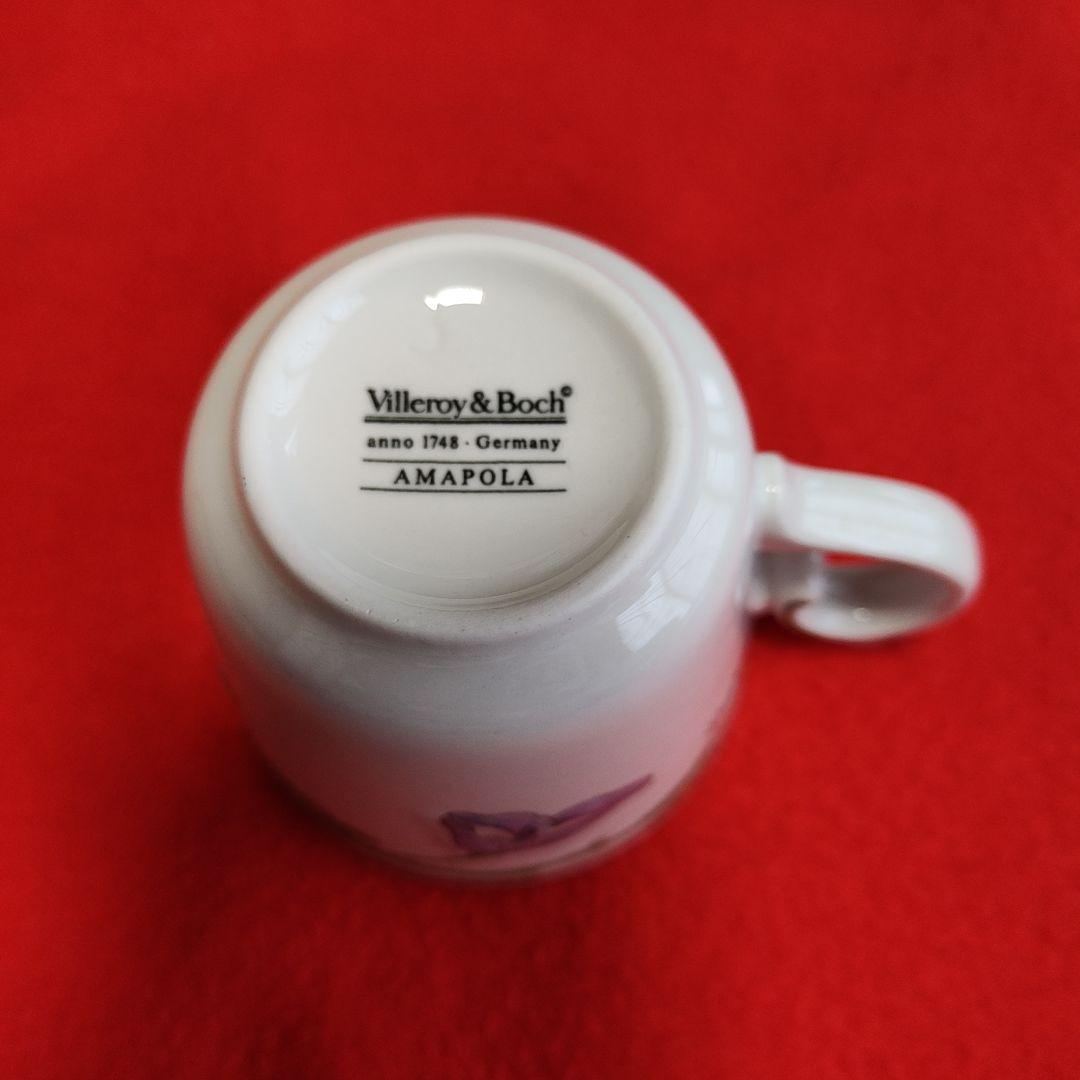 Villeroy & Boch©
anno 1748 · Germany
AMAPOLA